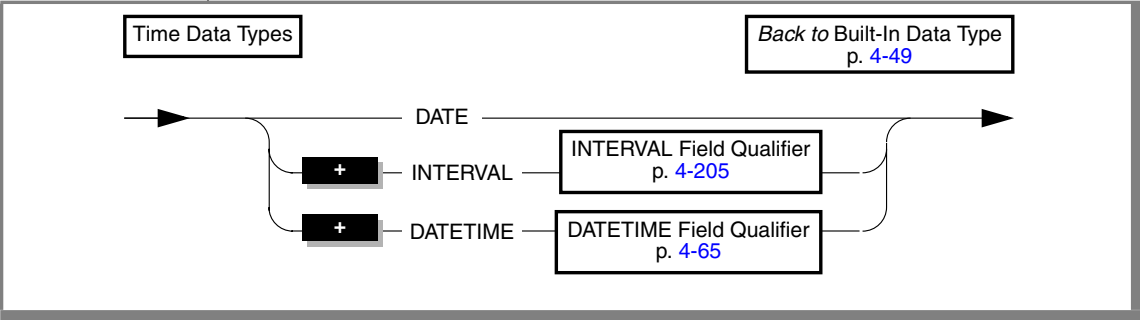 Time Data Types
Back to Built-In Data Type
p. 4-49
DATE
+ INTERVAL
INTERVAL Field Qualifier
p. 4-205
+ DATETIME
DATETIME Field Qualifier
p. 4-65